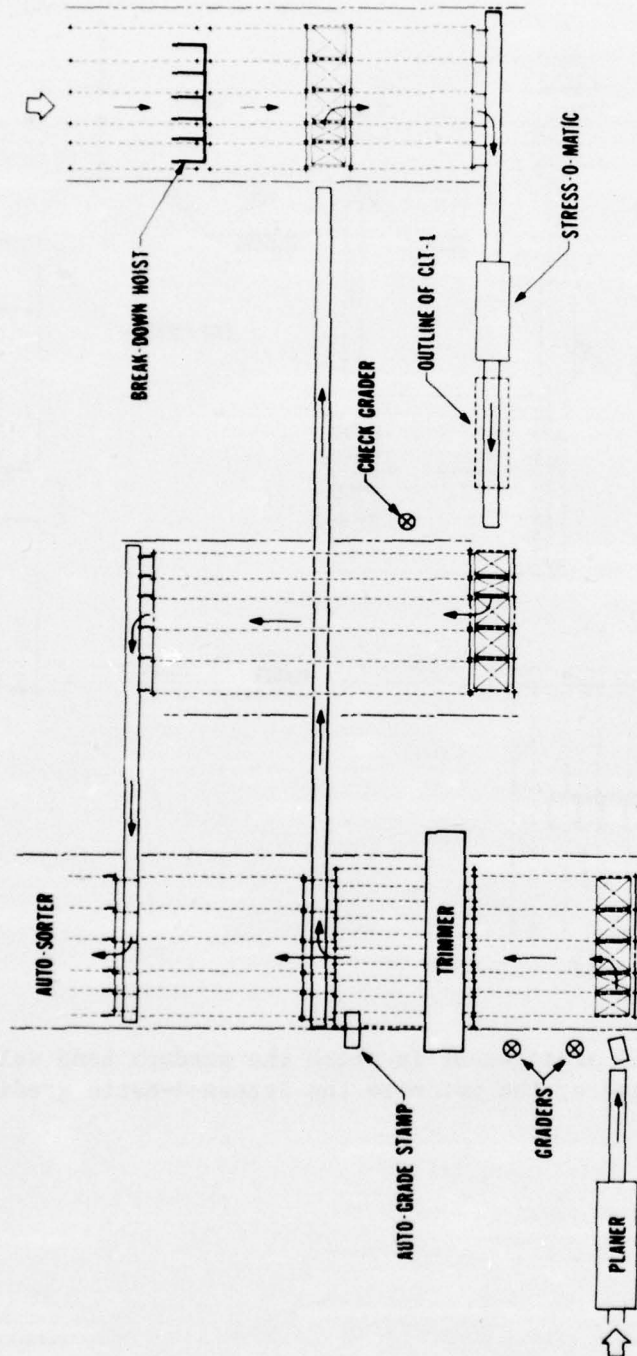 BREAK-DOWN HOIST
STRESS-O-MATIC
OUTLINE OF CLT-1
CHECK GRADER
AUTO-SORTER
TRIMMER
AUTO-GRADE STAMP
GRADERS
PLANER